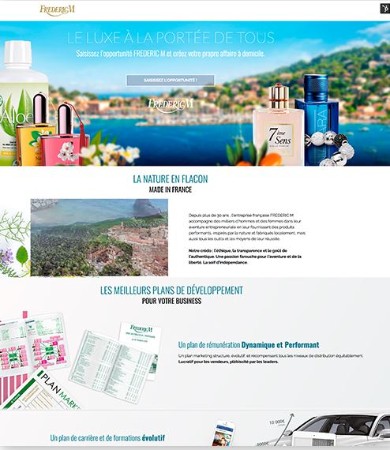 FREDERIC M
LE LUXE À LA PORTÉE DE TOUS
Saisissez l'opportunité FREDERIC M et créez votre propre affaire à domicile.
SAISISSEZ L'OPPORTUNITÉ !
FREDERIC M
Aloe
7ème
Sens
LA NATURE EN FLACON
MADE IN FRANCE
Depuis plus de 30 ans, l'entreprise française FREDERIC M
accompagne des milliers d'hommes et des femmes dans leur
aventure entrepreneuriale en leur fournissant des produits
performants, inspirés par la nature et fabriqués localement, mais
aussi tous les outils et les moyens de leur réussite.
Notre crédo : l'éthique, la transparence et le goût de
l'authentique. Une passion farouche pour l'aventure et de la
liberté. La soif d'indépendance.
LES MEILLEURS PLANS DE DÉVELOPPEMENT
POUR VOTRE BUSINESS
FREDERIC M
Un plan de rémunération Dynamique et Performant
Un plan marketing structuré, évolutif et récompensant tous les niveaux de distribution équitablement.
Lucratif pour les vendeurs, plébiscité par les leaders.
PLAN MARK
10 000€
5000€
Un plan de carrière et de formations évolutif